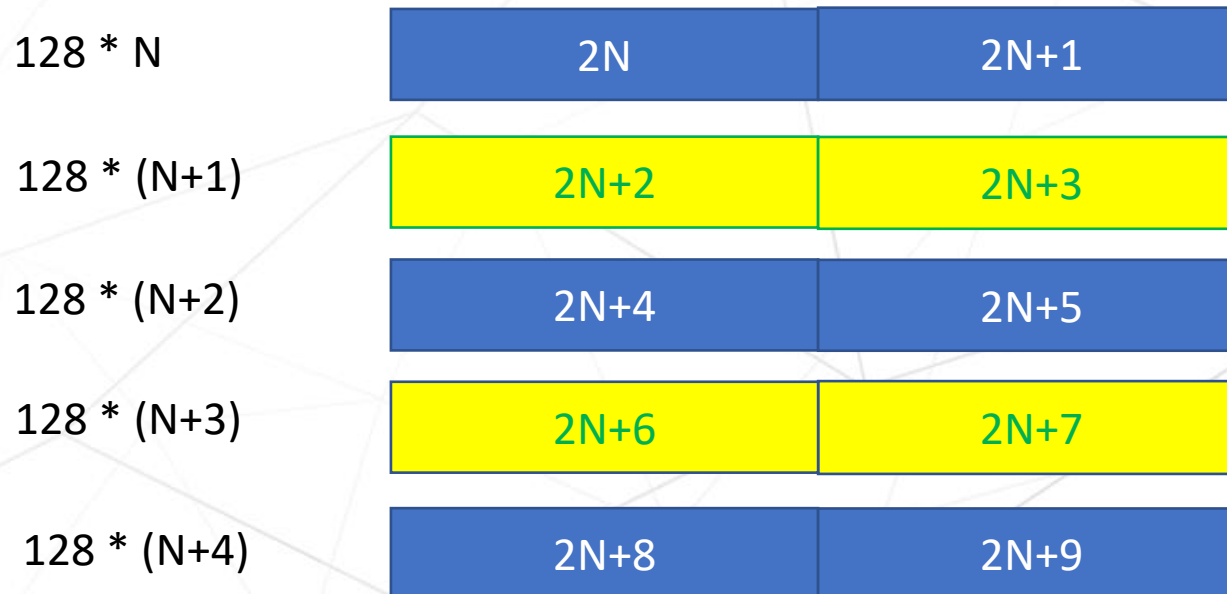 128 * N 2N 2N+1
128 * (N+1) 2N+2 2N+3
128 * (N+2) 2N+4 2N+5
128 * (N+3) 2N+6 2N+7
128 * (N+4) 2N+8 2N+9